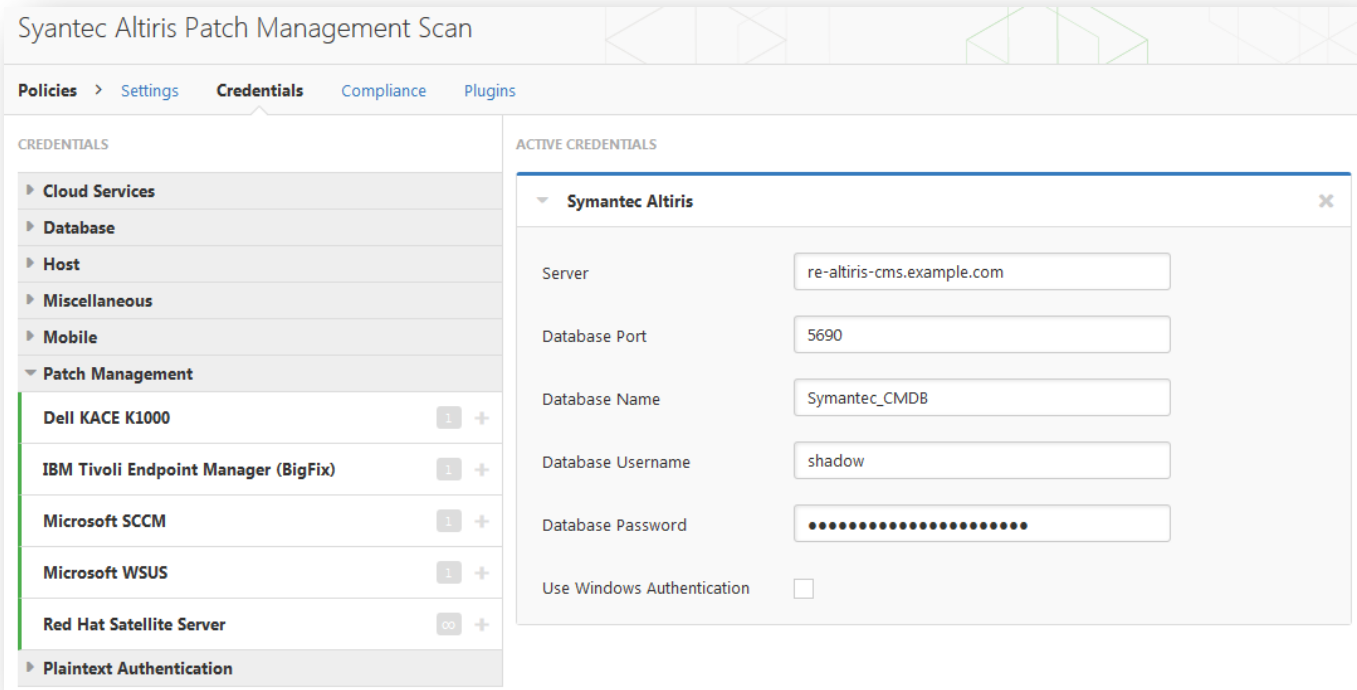 Syantec Altiris Patch Management Scan
Policies > Settings Credentials Compliance Plugins
CREDENTIALS
Cloud Services
Database
Host
Miscellaneous
Mobile
Patch Management
Dell KACE K1000 1 +
IBM Tivoli Endpoint Manager (BigFix) 1 +
Microsoft SCCM 1 +
Microsoft WSUS 1 +
Red Hat Satellite Server ∞ +
Plaintext Authentication
ACTIVE CREDENTIALS
Symantec Altiris
Server re-altiris-cms.example.com
Database Port 5690
Database Name Symantec_CMDB
Database Username shadow
Database Password ••••••••••••••••••••••
Use Windows Authentication